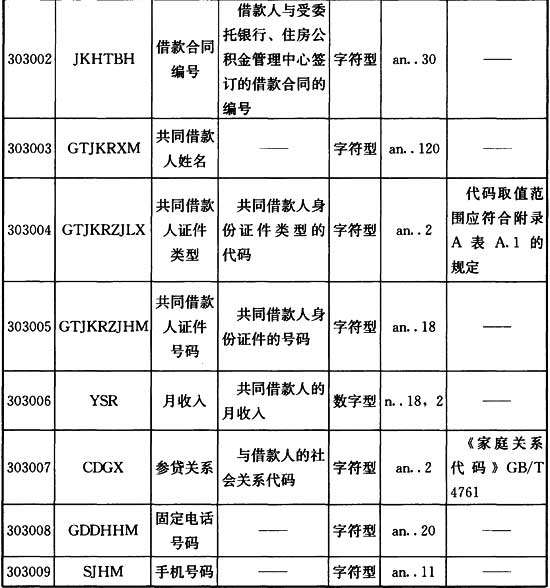 借款人与受委
托银行、住房公
303002 JKHTBH 借款合同 积金管理中心签 字符型 an..30 ——
编号 订的借款合同的
编号
303003 GTJKRXM 共同借款 —— 字符型 an..120 ——
人姓名
303004 GTJKRZJLX 共同借款 共同借款人身 字符型 an..2 代码取值范
人证件 份证件类型的 围应符合附录
类型 代码 A 表 A.1 的
规定
303005 GTJKRZJHM 共同借款 共同借款人身 字符型 an..18 ——
人证件 份证件的号码
号码
303006 YSR 月收入 共同借款人的 数字型 n..18，2 ——
月收入
303007 CDGX 参贷关系 与借款人的社 字符型 an..2 《家庭关系
会关系代码 代码》GB/T
4761
303008 GDDHHM 固定电话 —— 字符型 an..20 ——
号码
303009 SJHM 手机号码 —— 字符型 an..11 ——